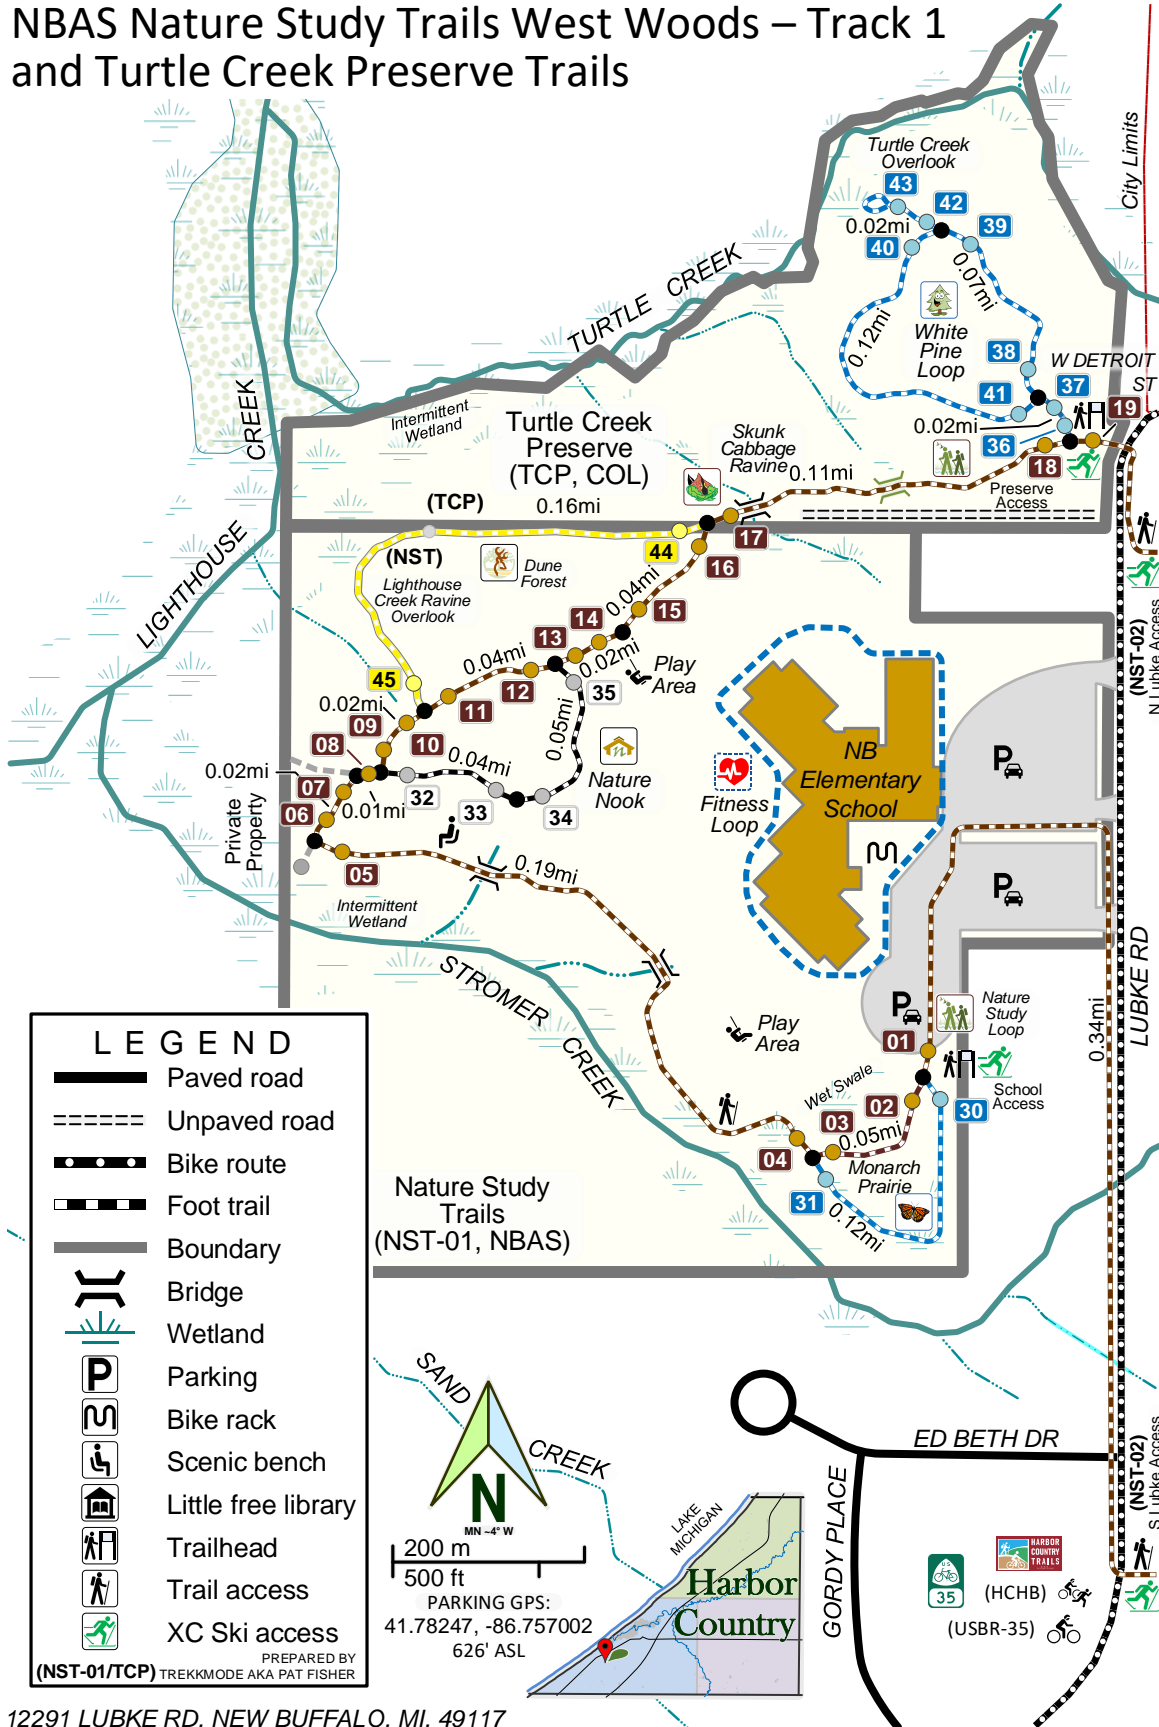 NBAS Nature Study Trails West Woods – Track 1
and Turtle Creek Preserve Trails
City Limits
Turtle Creek
Overlook
43
42
0.02mi
39
40
0.07mi
TURTLE CREEK
0.12mi
White
Pine
Loop
38
W DETROIT
ST
37
41
19
0.02mi
36
18
CREEK
Intermittent
Wetland
Turtle Creek
Preserve
(TCP, COL)
Skunk
Cabbage
Ravine
0.11mi
Preserve
Access
(TCP)
0.16mi
17
LIGHTHOUSE
(NST)
44
16
Dune
Forest
Lighthouse
Creek Ravine
Overlook
0.04mi
15
14
13
0.02mi
(NST-02)
N Lubke Access
0.04mi
12
35
Play
Area
45
11
0.02mi
09
10
0.05mi
08
0.04mi
Nature
Nook
NB
Elementary
School
P
Fitness
Loop
0.02mi
07
32
06
0.01mi
33
34
Private
Property
05
0.19mi
P
Intermittent
Wetland
STROMER
CREEK
LUBKE RD
0.34mi
P
Nature
Study
Loop
Play
Area
01
School
Access
Wet Swale
02
30
03
0.05mi
04
Monarch
Prairie
31
0.12mi
Nature Study
Trails
(NST-01, NBAS)
LEGEND
Paved road
Unpaved road
Bike route
Foot trail
Boundary
Bridge
Wetland
P Parking
Bike rack
Scenic bench
Little free library
Trailhead
Trail access
XC Ski access
PREPARED BY
(NST-01/TCP) TREKKMODE AKA PAT FISHER
SAND
CREEK
N
MN ~4° W
200 m
500 ft
PARKING GPS:
41.78247, -86.757002
626' ASL
LAKE
MICHIGAN
Harbor
Country
ED BETH DR
GORDY PLACE
(NST-02)
S Lubke Access
US
35
HARBOR
COUNTRY
TRAILS
(HCHB)
(USBR-35)
12291 LUBKE RD, NEW BUFFALO, MI, 49117